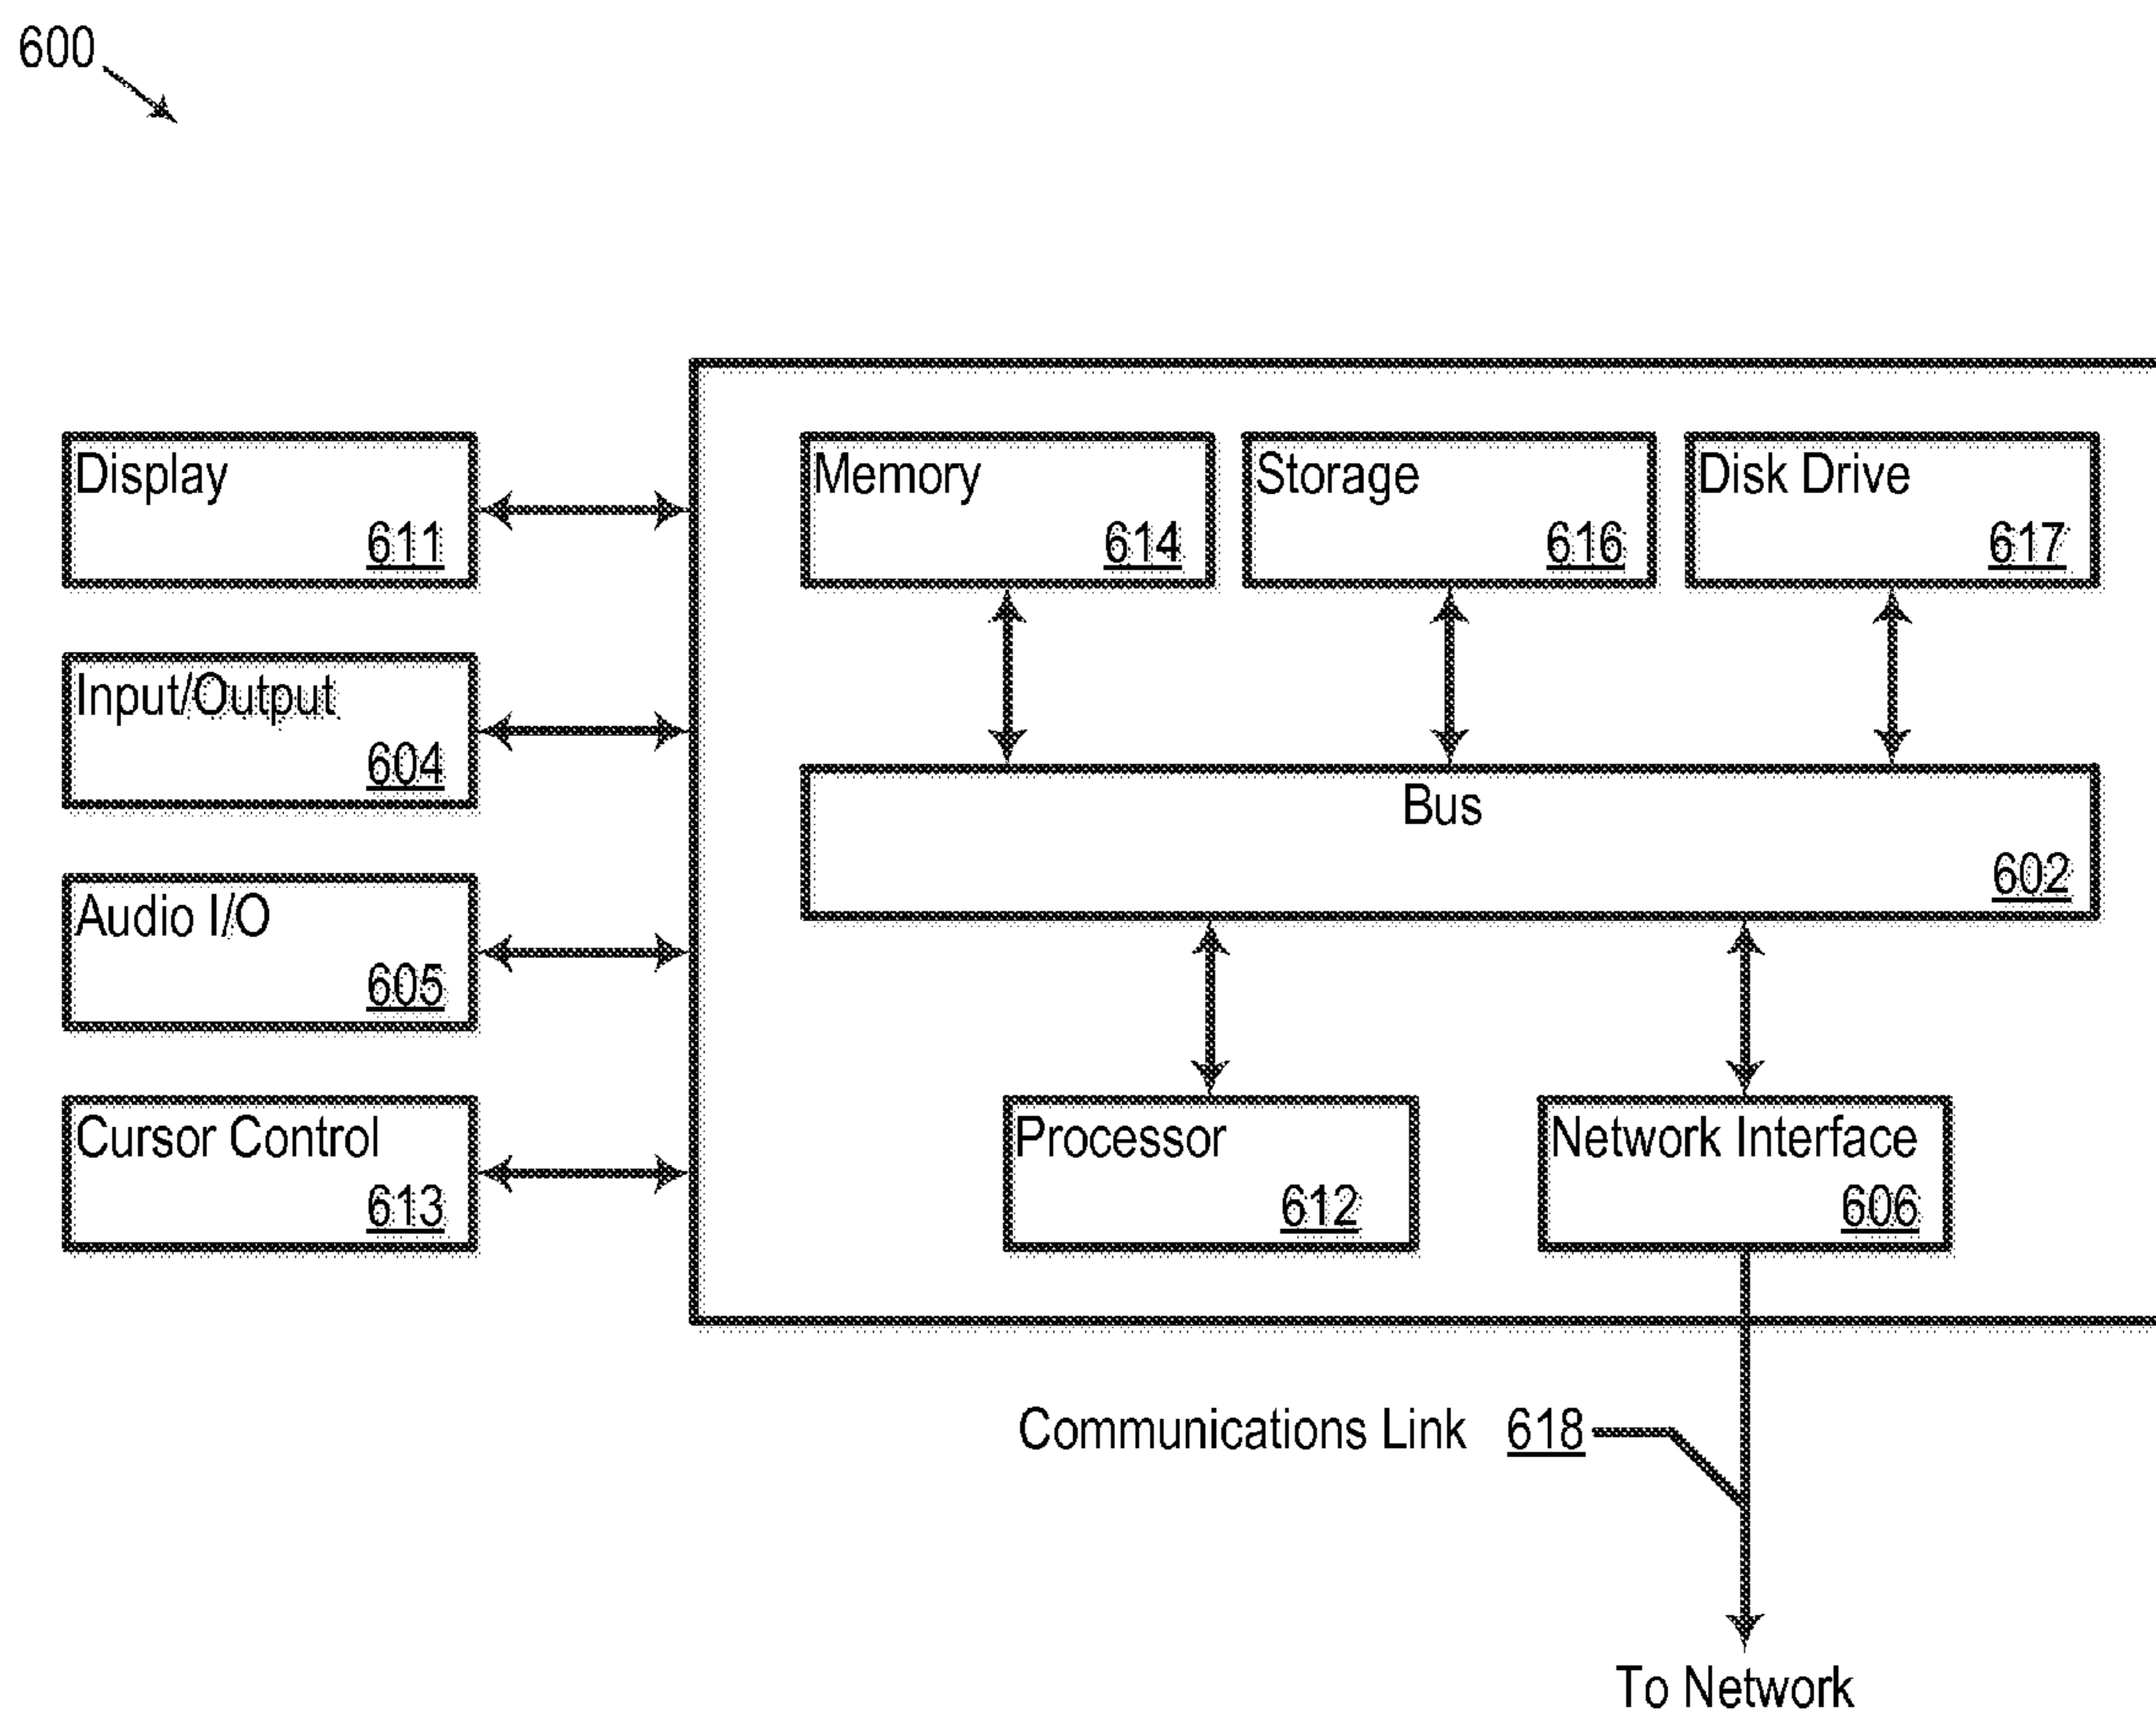 600
Display
611
Input/Output
604
Audio I/O
605
Cursor Control
613
Memory
614
Storage
616
Disk Drive
617
Bus
602
Processor
612
Network Interface
606
Communications Link 618
To Network